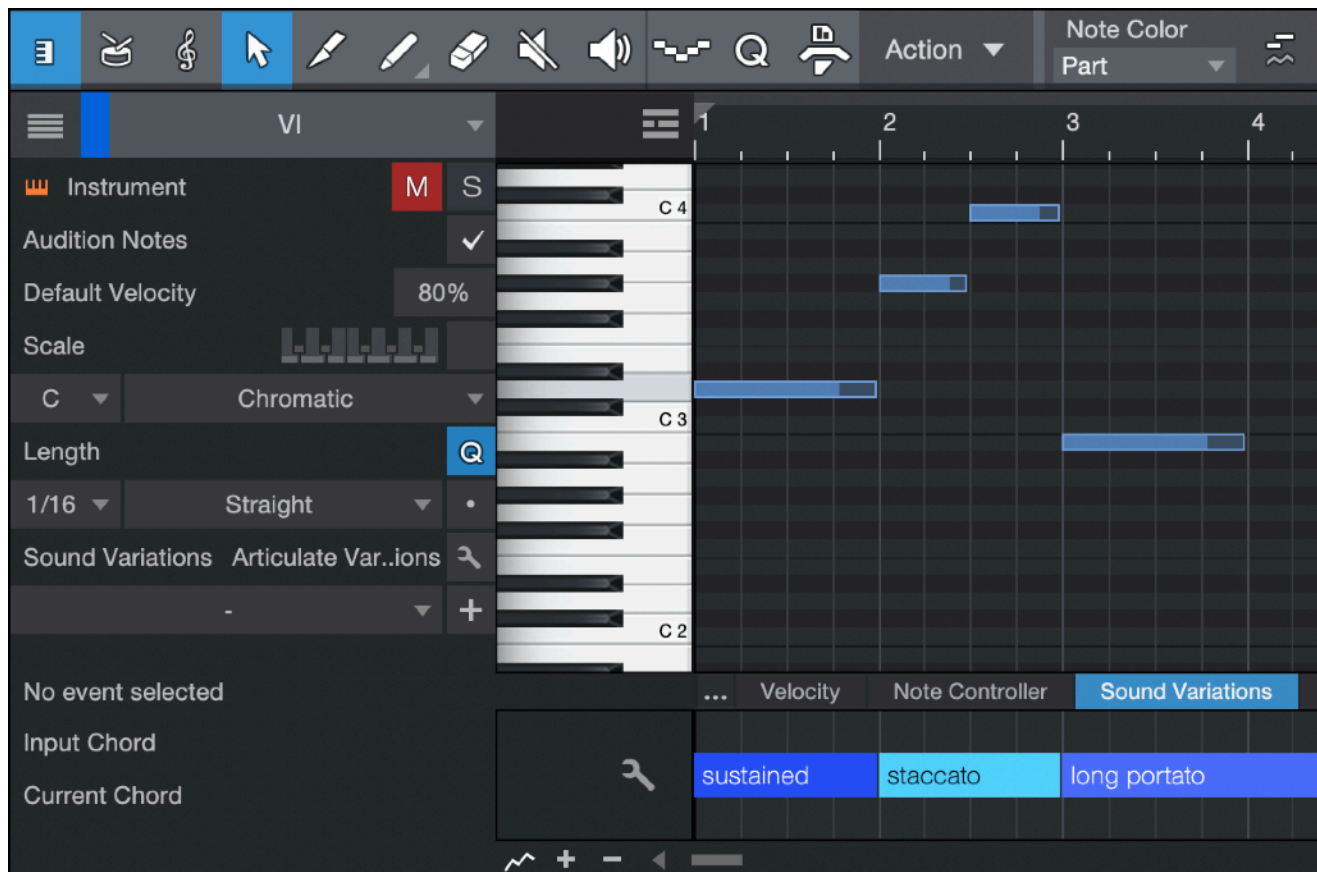 Action
Note Color
Part
VI
1 2 3 4
Instrument M S
C 4
Audition Notes
Default Velocity 80%
Scale
C Chromatic
C 3
Length Q
1/16 Straight
Sound Variations Articulate Var..ions
- +
C 2
No event selected
... Velocity Note Controller Sound Variations
Input Chord
sustained staccato long portato
Current Chord